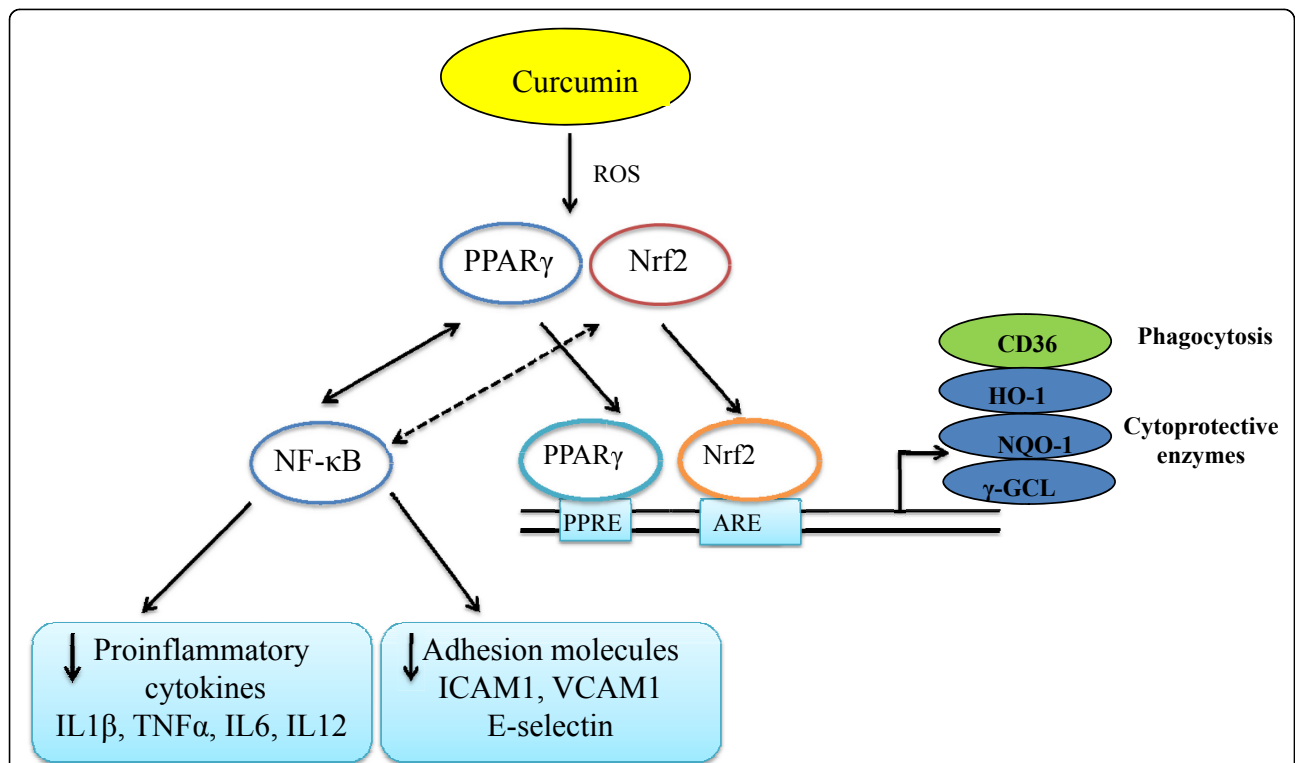 Curcumin
ROS
PPARγ
Nrf2
CD36
Phagocytosis
HO-1
NQO-1
Cytoprotective
enzymes
γ-GCL
NF-κB
PPARγ
Nrf2
PPRE
ARE
Proinflammatory
cytokines
IL1β, TNFα, IL6, IL12
Adhesion molecules
ICAM1, VCAM1
E-selectin